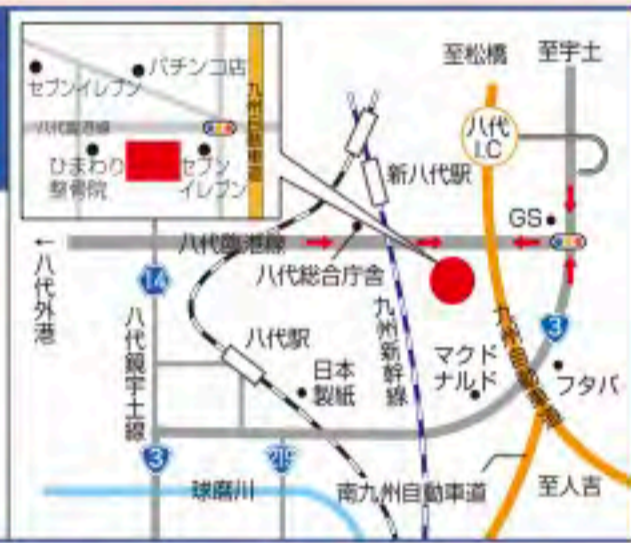 セブンイレブン
パチンコ店
八代臨港線
九州自動車道
ひまわり
整骨院
セブン
イレブン
至松橋
至宇土
八代
I.C
新八代駅
GS
←八代外港
八代臨港線
八代総合庁舎
14
八代鏡宇土線
八代駅
日本
製紙
九州新幹線
マクド
ナルド
九州自動車道
3
フタバ
3
219
球磨川
南九州自動車道
至人吉